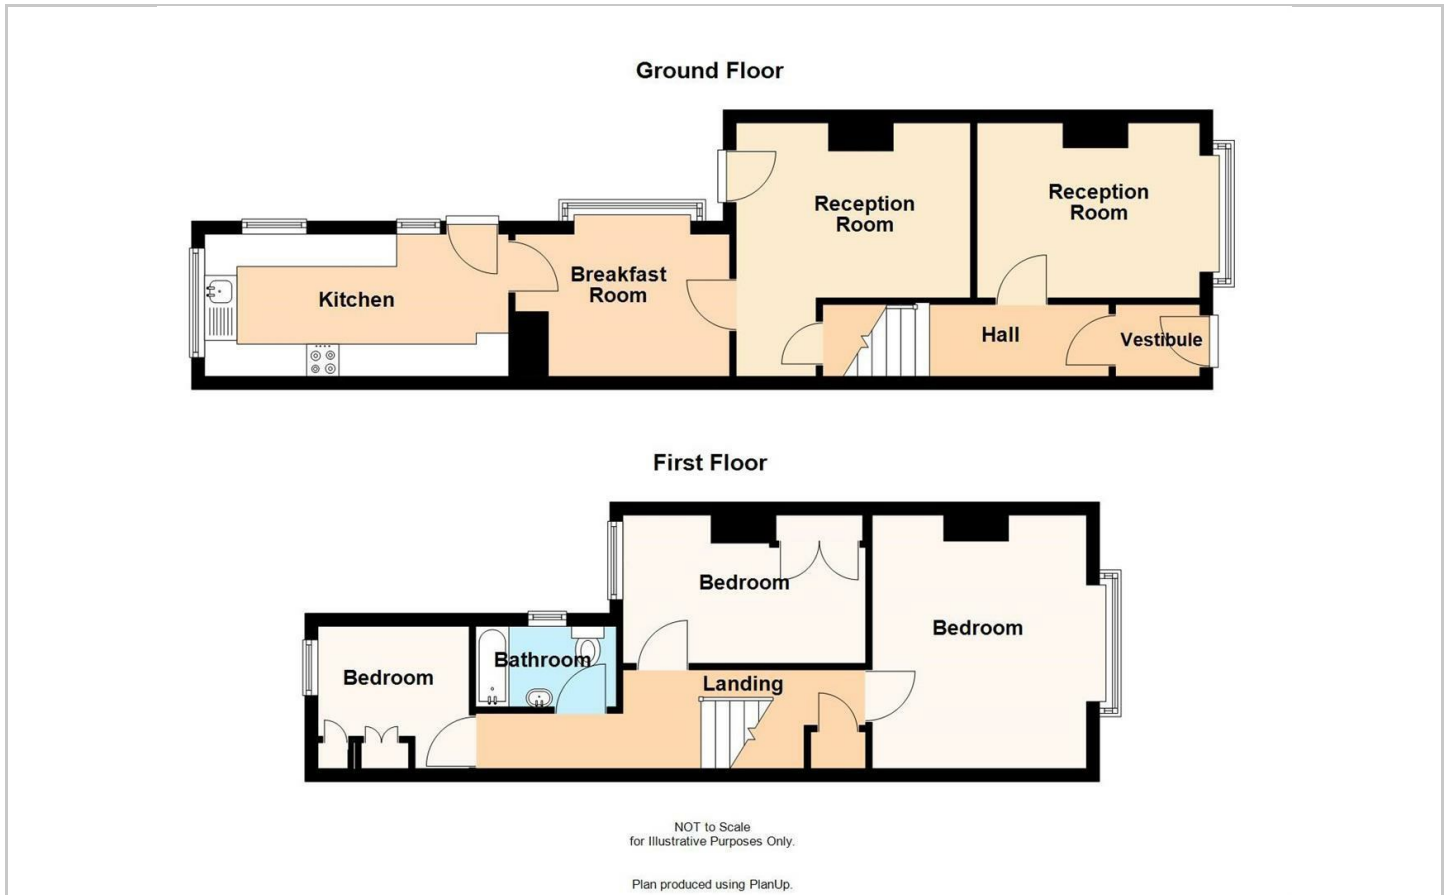 Ground Floor
Reception
Room
Reception
Room
Breakfast
Room
Kitchen
Hall
Vestibule
First Floor
Bedroom
Bedroom
Bathroom
Bedroom
Landing
NOT to Scale
for Illustrative Purposes Only.
Plan produced using PlanUp.